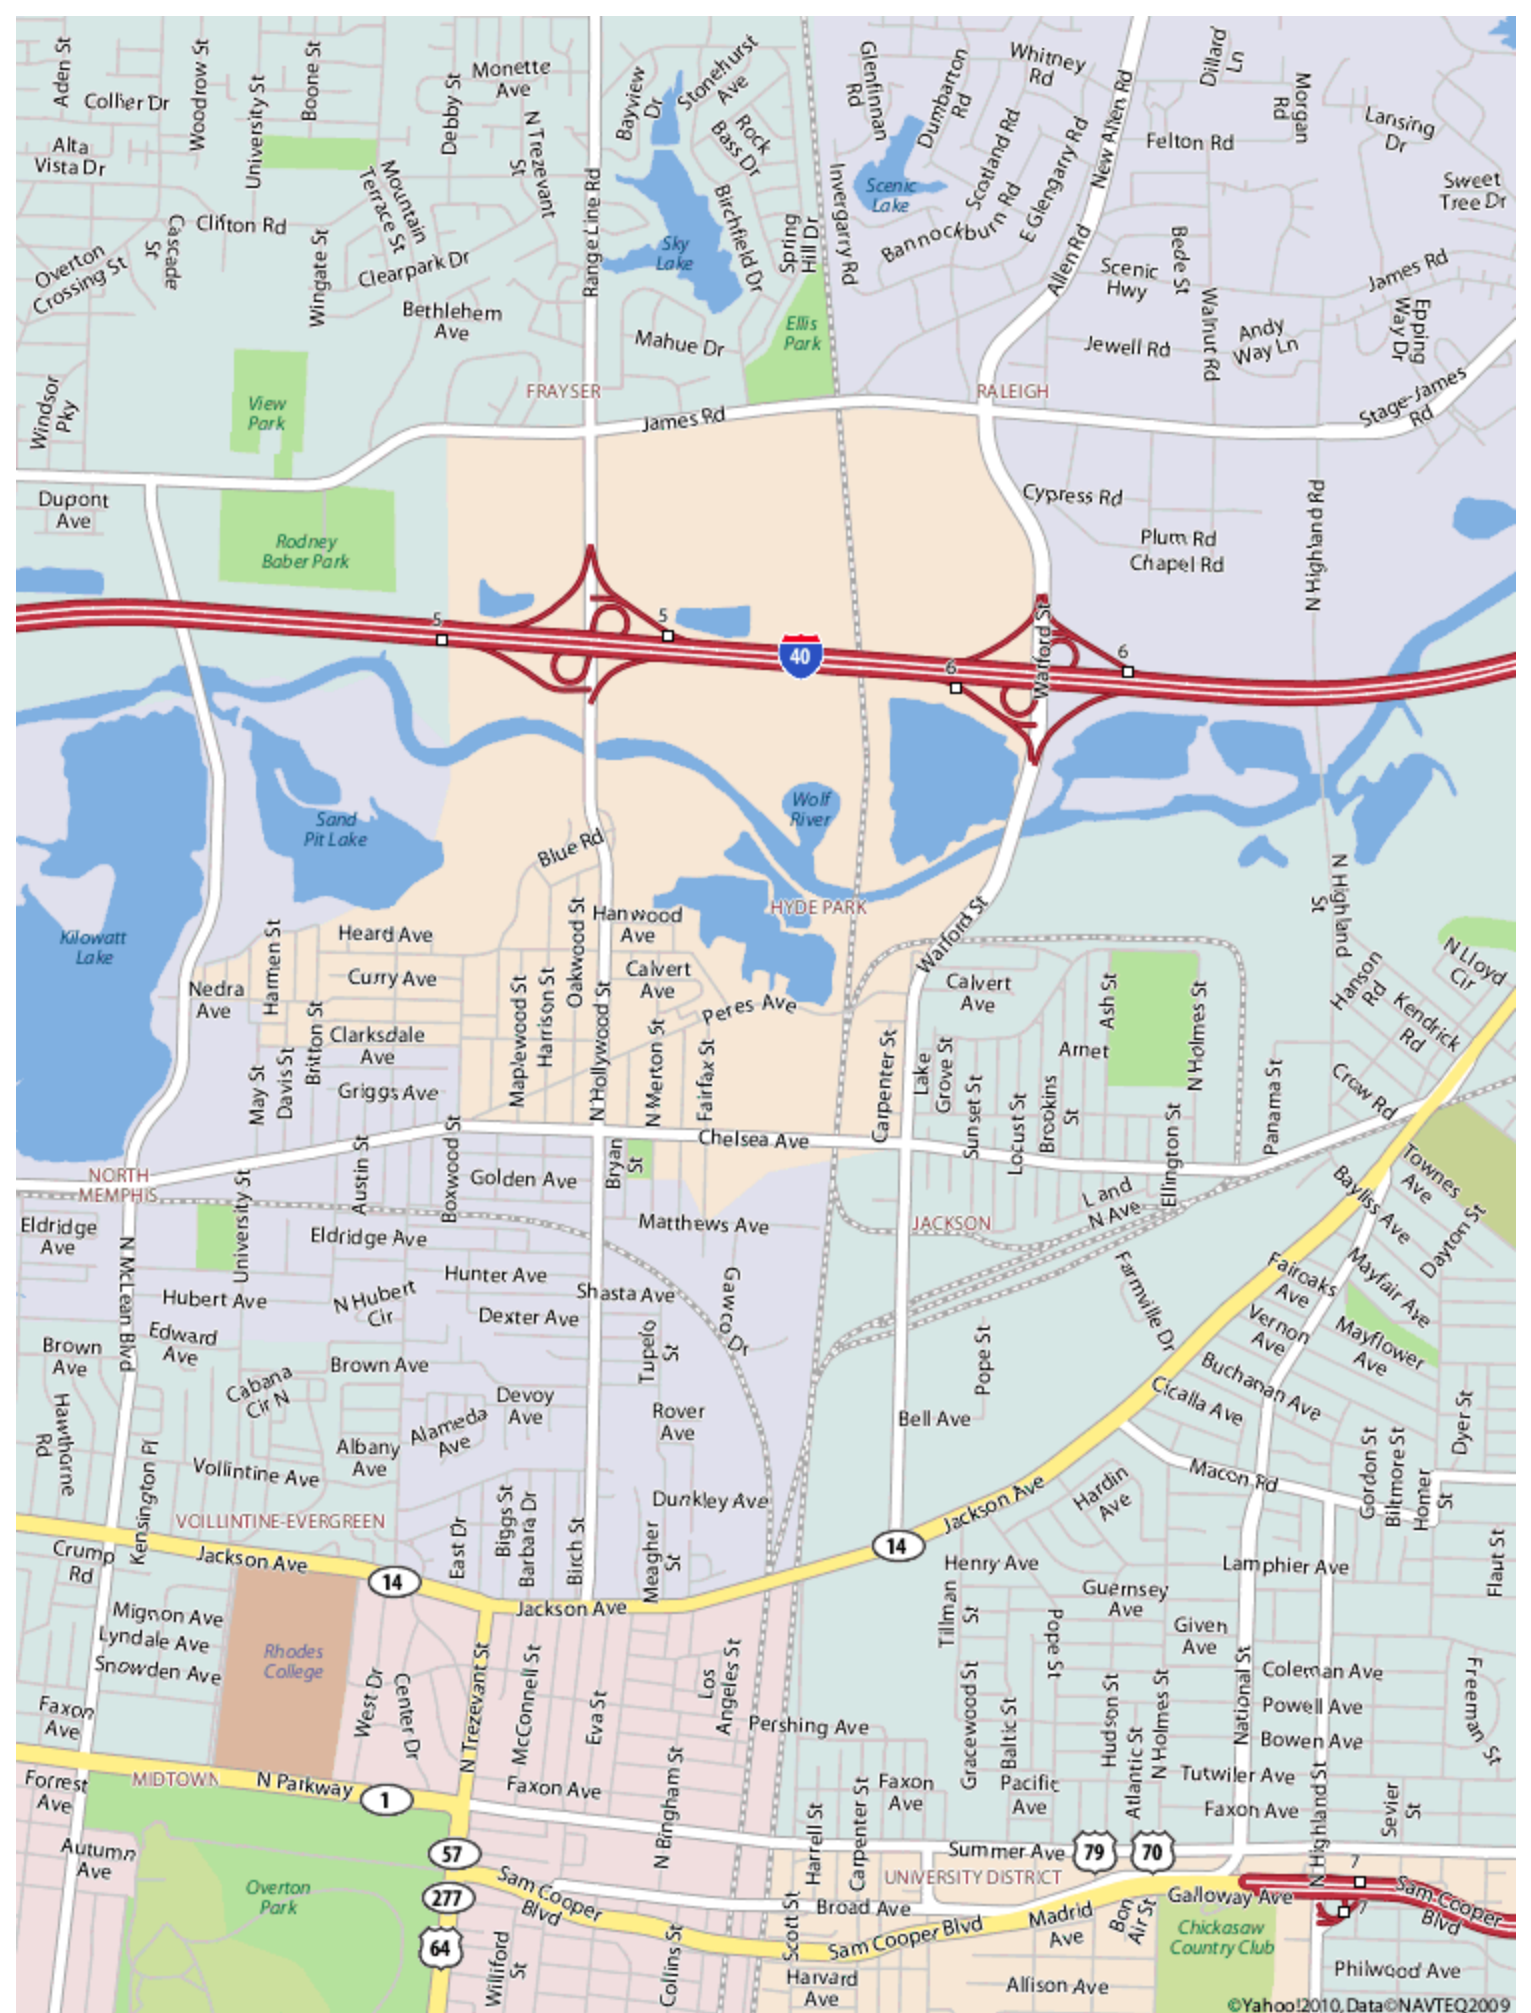 Aden St
Collier Dr
Woodrow St
University St
Boone St
Debby St
Monette
Ave
N Trezevant
St
Bayview
Dr
Stonehurst
Ave
Rock
Bass Dr
Glenfinnan
Rd
Dumbarton
Rd
Whitney
Rd
Scotland Rd
New Allen Rd
Dillard
Ln
Morgan
Rd
Lansing
Dr
Felton Rd
Alta
Vista Dr
Mountain
Terrace St
Range Line Rd
Birchfield Dr
Invergarry Rd
Scenic
Lake
E Glengarry Rd
Sweet
Tree Dr
Clifton Rd
Cascade
St
Overton
Crossing St
Wingate St
Clearpark Dr
Sky
Lake
Spring
Hill Dr
Bannockburn Rd
Allen Rd
Scenic
Hwy
Bede St
Walnut Rd
James Rd
Epping
Way Dr
Bethlehem
Ave
Mahue Dr
Ellis
Park
Jewell Rd
Andy
Way Ln
Windsor
Pky
View
Park
FRAYSER
James Rd
RALEIGH
Stage-James
Rd
Dupont
Ave
Rodney
Baber Park
Cypress Rd
Plum Rd
Chapel Rd
N Highland Rd
5
5
40
6
6
Warford St
Sand
Pit Lake
Wolf
River
Blue Rd
Kilowatt
Lake
HYDE PARK
Warford St
N Highland
St
Harmen St
Heard Ave
Hanwood
Ave
Oakwood St
Curry Ave
Nedra
Ave
Calvert
Ave
Peres Ave
Calvert
Ave
Ash St
N Holmes St
Hanson
Rd
N Lloyd
Cir
Kendrick
Rd
Maplewood St
Harrison St
N Hollywood St
Clarksdale
Ave
Britton St
Davis St
May St
Griggs Ave
N Merton St
Fairfax St
Carpenter St
Lake
Grove St
Sunset St
Locust St
Brookins
St
Arnet
Panama St
Crow Rd
Chelsea Ave
NORTH
MEMPHIS
University St
Austin St
Boxwood St
Golden Ave
Bryan
St
Ellington St
L and
N Ave
Townes
Ave
Bayliss Ave
Dayton St
Eldridge
Ave
Eldridge Ave
Matthews Ave
JACKSON
N McLean Blvd
Hubert Ave
N Hubert
Cir
Hunter Ave
Shasta Ave
Dexter Ave
Gawco Dr
Farmville Dr
Fairoaks
Ave
Mayfair Ave
Vernon
Ave
Mayflower
Ave
Brown
Ave
Edward
Ave
Brown Ave
Cabana
Cir N
Tupelo
St
Pope St
Buchanan Ave
Cicalla Ave
Hawthorne
Rd
Kensington Pl
Vollintine Ave
Albany
Ave
Alameda
Ave
Devoy
Ave
Rover
Ave
Bell Ave
Hardin
Ave
Macon Rd
Gordon St
Biltmore St
Homer
St
Dyer St
VOILLINTINE-EVERGREEN
Crump
Rd
Jackson Ave
14
East Dr
Biggs St
Barbara Dr
Birch St
Dunkley Ave
Meagher
St
14
Jackson Ave
Jackson Ave
Henry Ave
Lamphier Ave
Flaut St
Mignon Ave
Lyndale Ave
Snowden Ave
Rhodes
College
Tillman
St
Guernsey
Ave
Pope St
Given
Ave
Faxon
Ave
West Dr
Center Dr
N Trezevant St
McConnell St
Eva St
Los
Angeles St
Pershing Ave
Gracewood St
Baltic St
Hudson St
Atlantic St
N Holmes St
National St
Coleman Ave
Powell Ave
Bowen Ave
Freeman St
MIDTOWN
N Parkway
1
Forrest
Ave
Faxon Ave
N Bingham St
Harrell St
Carpenter St
Faxon
Ave
Pacific
Ave
Tutwiler Ave
Faxon Ave
N Highland St
Sevier
St
Autumn
Ave
57
Summer Ave
79
70
UNIVERSITY DISTRICT
7
Overton
Park
277
Sam Cooper
Blvd
Broad Ave
Galloway Ave
Sam Cooper
Blvd
7
64
Williford
St
Collins St
Scott St
Sam Cooper Blvd
Madrid
Ave
Bon
Air St
Chickasaw
Country Club
Harvard
Ave
Allison Ave
Philwood Ave
©Yahoo!2010, Data©NAVTEQ2009